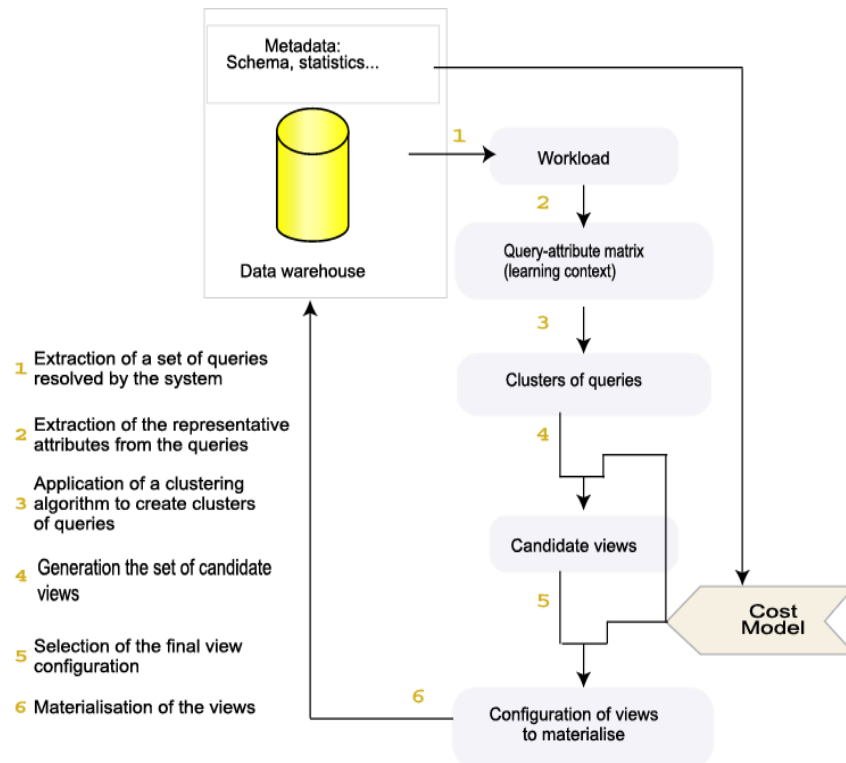 Metadata:
Schema, statistics...
Data warehouse
1
Workload
2
Query-attribute matrix
(learning context)
3
Clusters of queries
4
Candidate views
5
Cost
Model
6
Configuration of views
to materialise
1 Extraction of a set of queries
resolved by the system
2 Extraction of the representative
attributes from the queries
3 Application of a clustering
algorithm to create clusters
of queries
4 Generation the set of candidate
views
5 Selection of the final view
configuration
6 Materialisation of the views